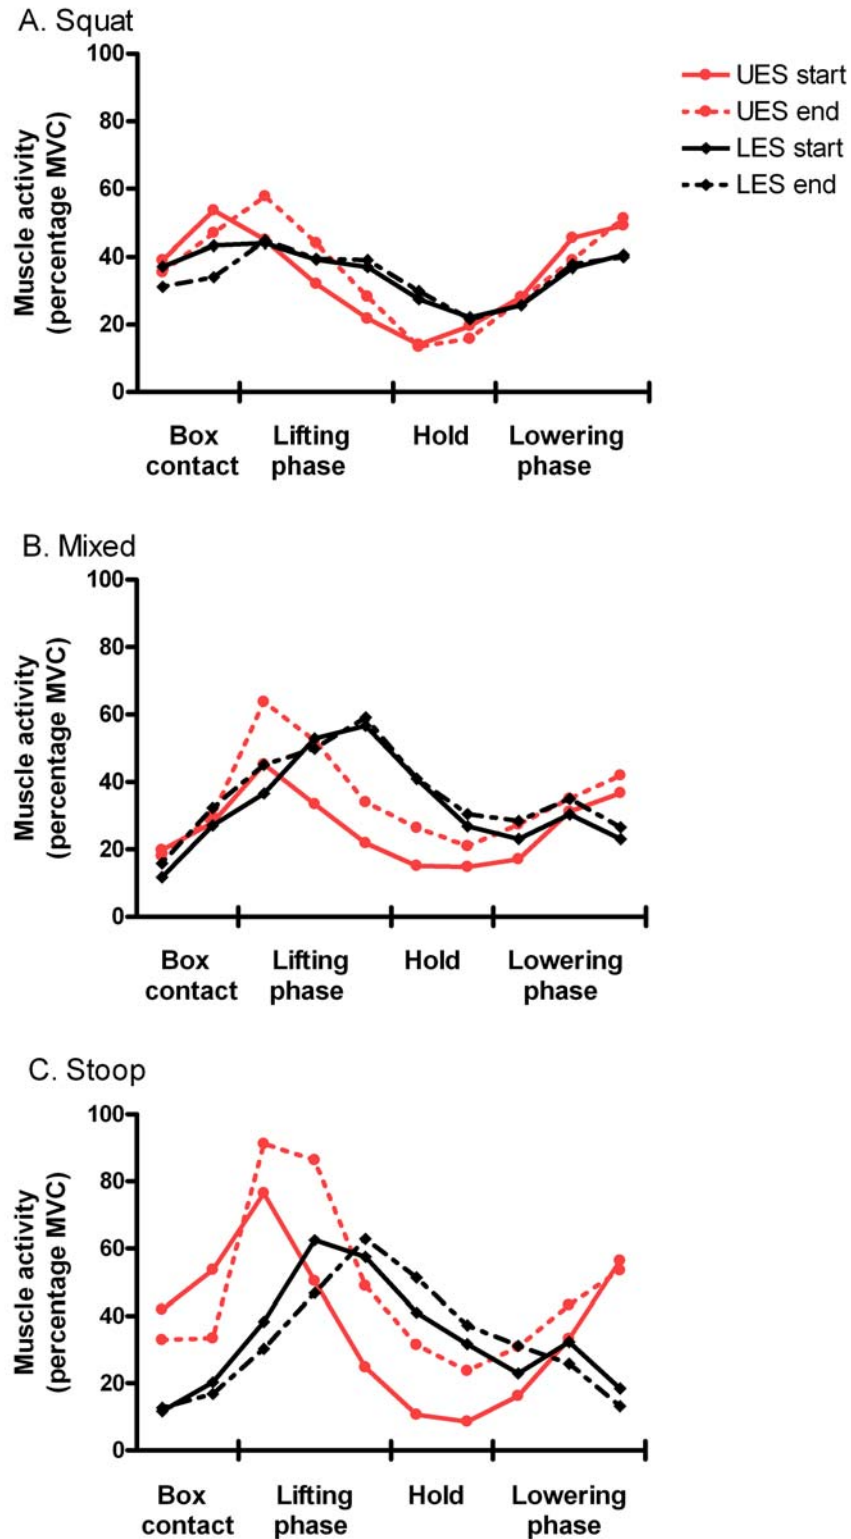 A. Squat
100
80
60
40
20
0
Muscle activity
(percentage MVC)
Box
contact
Lifting
phase
Hold
Lowering
phase
UES start
UES end
LES start
LES end
B. Mixed
100
80
60
40
20
0
Muscle activity
(percentage MVC)
Box
contact
Lifting
phase
Hold
Lowering
phase
C. Stoop
100
80
60
40
20
0
Muscle activity
(percentage MVC)
Box
contact
Lifting
phase
Hold
Lowering
phase